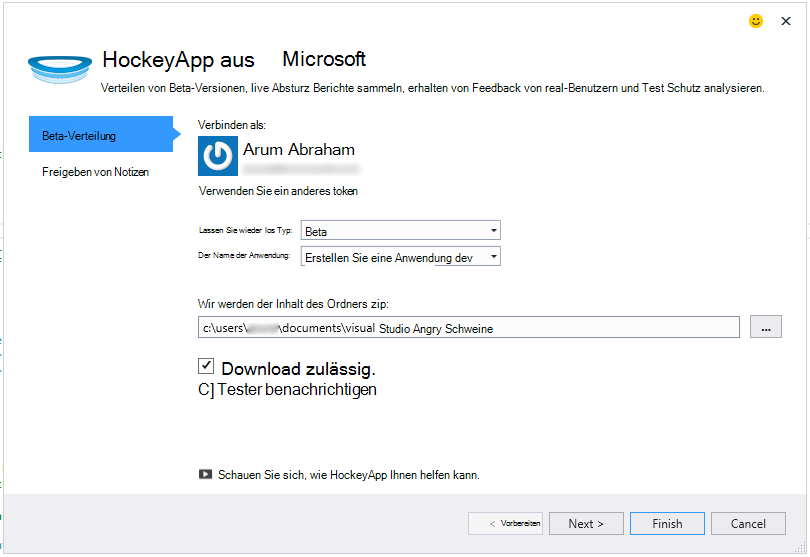 HockeyApp aus Microsoft
Verteilen von Beta-Versionen, live Absturz Berichte sammeln, erhalten von Feedback von real-Benutzern und Test Schutz analysieren.
Beta-Verteilung
Freigeben von Notizen
Verbinden als:
Arum Abraham
Verwenden Sie ein anderes token
Lassen Sie wieder los Typ: Beta
Der Name der Anwendung: Erstellen Sie eine Anwendung dev
Wir werden der Inhalt des Ordners zip:
c:\users\ \documents\visual Studio Angry Schweine ...
Download zulässig.
C] Tester benachrichtigen
Schauen Sie sich, wie HockeyApp Ihnen helfen kann.
< Vorbereiten Next > Finish Cancel